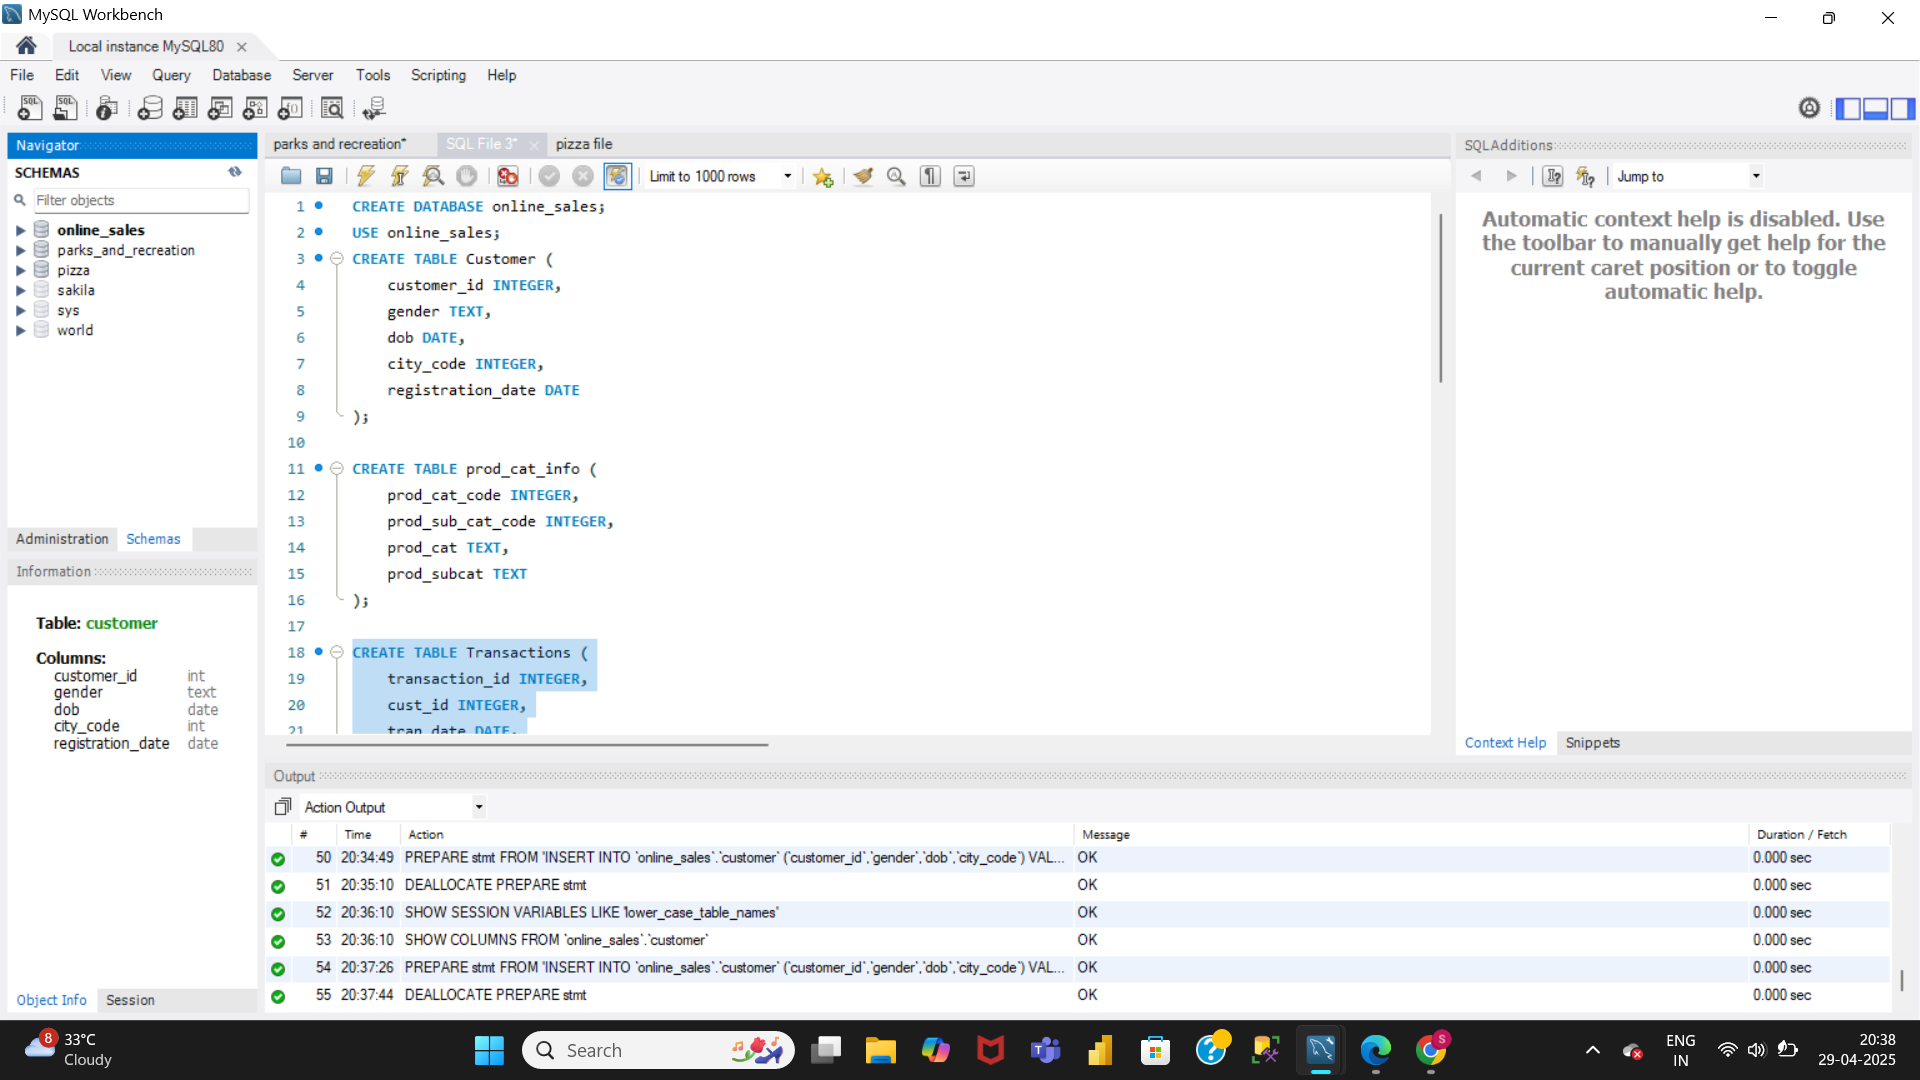 MySQL Workbench
Local instance MySQL80
File Edit View Query Database Server Tools Scripting Help
Navigator
SCHEMAS
Filter objects
online_sales
parks_and_recreation
pizza
sakila
sys
world
Administration Schemas
Information
Table: customer
Columns:
customer_id int
gender text
dob date
city_code int
registration_date date
Object Info Session
parks and recreation* SQL File 3* pizza file
Limit to 1000 rows
1 CREATE DATABASE online_sales;
2 USE online_sales;
3 CREATE TABLE Customer (
4 customer_id INTEGER,
5 gender TEXT,
6 dob DATE,
7 city_code INTEGER,
8 registration_date DATE
9 );
10
11 CREATE TABLE prod_cat_info (
12 prod_cat_code INTEGER,
13 prod_sub_cat_code INTEGER,
14 prod_cat TEXT,
15 prod_subcat TEXT
16 );
17
18 CREATE TABLE Transactions (
19 transaction_id INTEGER,
20 cust_id INTEGER,
21 tran_date DATE,
SQLAdditions
Jump to
Automatic context help is disabled. Use
the toolbar to manually get help for the
current caret position or to toggle
automatic help.
Context Help Snippets
Output
Action Output
# Time Action Message Duration / Fetch
50 20:34:49 PREPARE stmt FROM 'INSERT INTO `online_sales`.`customer` (`customer_id`,`gender`,`dob`,`city_code`) VAL... OK 0.000 sec
51 20:35:10 DEALLOCATE PREPARE stmt OK 0.000 sec
52 20:36:10 SHOW SESSION VARIABLES LIKE 'lower_case_table_names' OK 0.000 sec
53 20:36:10 SHOW COLUMNS FROM `online_sales`.`customer` OK 0.000 sec
54 20:37:26 PREPARE stmt FROM 'INSERT INTO `online_sales`.`customer` (`customer_id`,`gender`,`dob`,`city_code`) VAL... OK 0.000 sec
55 20:37:44 DEALLOCATE PREPARE stmt OK 0.000 sec
8 33°C
Cloudy
Search
ENG
IN
20:38
29-04-2025